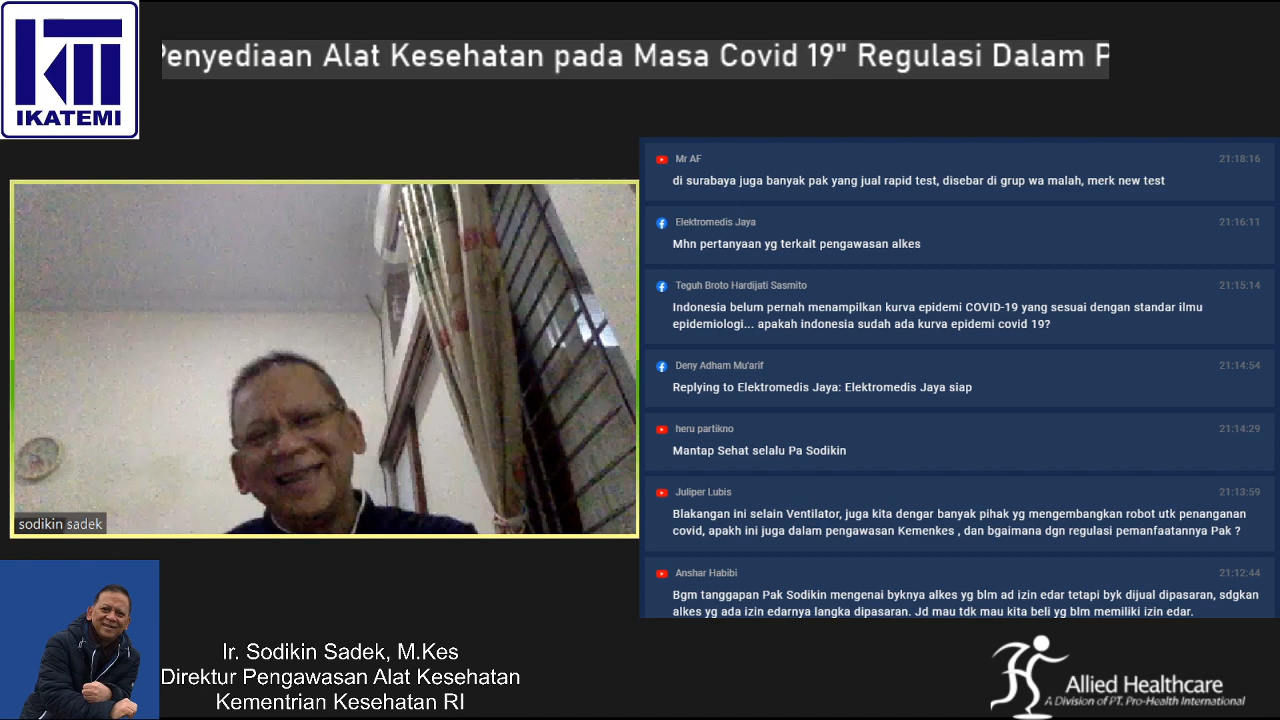 IKATEMI
Penyediaan Alat Kesehatan pada Masa Covid 19" Regulasi Dalam P
Mr AF 21:18:16
di surabaya juga banyak pak yang jual rapid test, disebar di grup wa malah, merk new test
Elektromedis Jaya 21:16:11
Mhn pertanyaan yg terkait pengawasan alkes
Teguh Broto Hardijati Sasmito 21:15:14
Indonesia belum pernah menampilkan kurva epidemi COVID-19 yang sesuai dengan standar ilmu
epidemiologi... apakah indonesia sudah ada kurva epidemi covid 19?
Deny Adham Mu'arif 21:14:54
Replying to Elektromedis Jaya: Elektromedis Jaya siap
heru partikno 21:14:29
Mantap Sehat selalu Pa Sodikin
Juliper Lubis 21:13:59
Blakangan ini selain Ventilator, juga kita dengar banyak pihak yg mengembangkan robot utk penanganan
covid, apakh ini juga dalam pengawasan Kemenkes , dan bgaimana dgn regulasi pemanfaatannya Pak ?
Anshar Habibi 21:12:44
Bgm tanggapan Pak Sodikin mengenai byknya alkes yg blm ad izin edar tetapi byk dijual dipasaran, sdgkan
alkes yg ada izin edarnya langka dipasaran. Jd mau tdk mau kita beli yg blm memiliki izin edar.
sodikin sadek
Ir. Sodikin Sadek, M.Kes
Direktur Pengawasan Alat Kesehatan
Kementrian Kesehatan RI
Allied Healthcare
A Division of PT. Pro-Health International